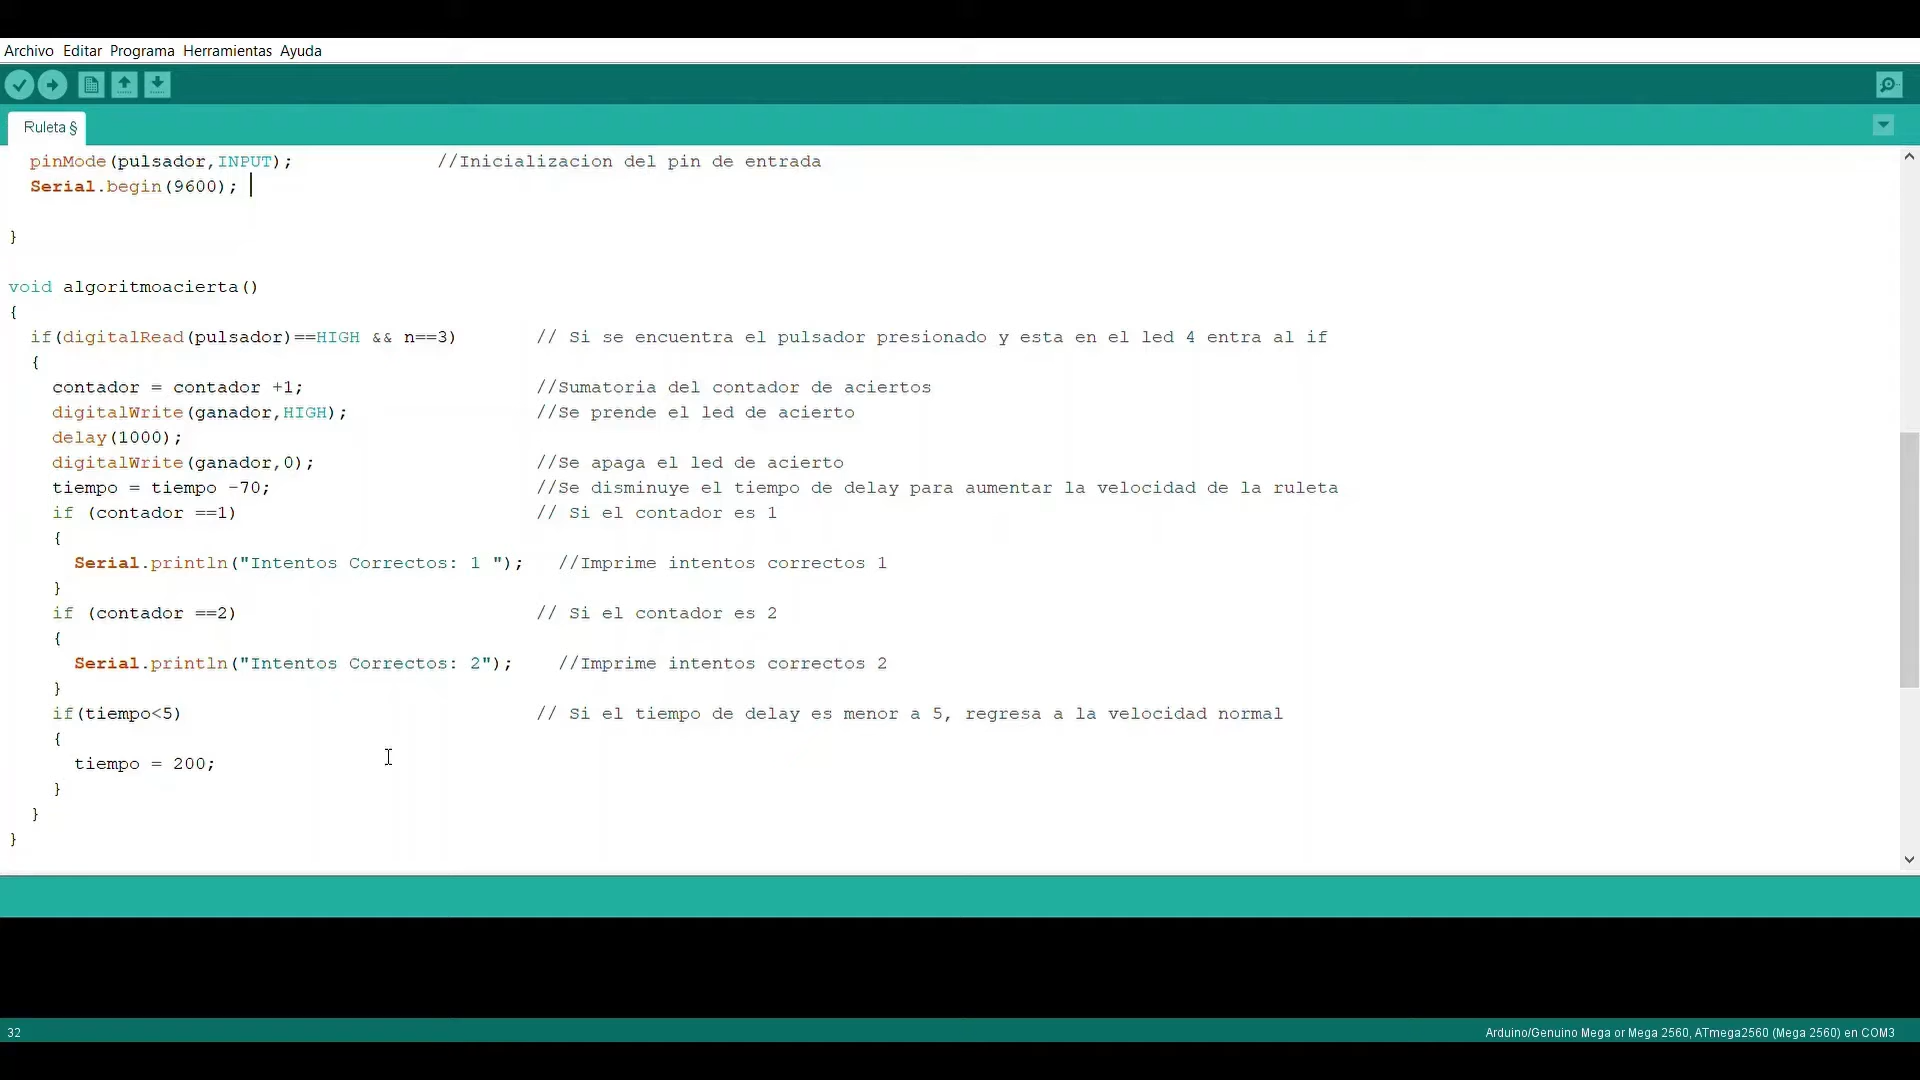 Archivo Editar Programa Herramientas Ayuda
Ruleta §
pinMode(pulsador,INPUT); //Inicializacion del pin de entrada
Serial.begin(9600);
}
void algoritmoacierta()
{
if(digitalRead(pulsador)==HIGH && n==3) // Si se encuentra el pulsador presionado y esta en el led 4 entra al if
{
contador = contador +1; //Sumatoria del contador de aciertos
digitalWrite(ganador,HIGH); //Se prende el led de acierto
delay(1000);
digitalWrite(ganador,0); //Se apaga el led de acierto
tiempo = tiempo -70; //Se disminuye el tiempo de delay para aumentar la velocidad de la ruleta
if (contador ==1) // Si el contador es 1
{
Serial.println("Intentos Correctos: 1 "); //Imprime intentos correctos 1
}
if (contador ==2) // Si el contador es 2
{
Serial.println("Intentos Correctos: 2"); //Imprime intentos correctos 2
}
if(tiempo<5) // Si el tiempo de delay es menor a 5, regresa a la velocidad normal
{
tiempo = 200;
}
}
}
32 Arduino/Genuino Mega or Mega 2560, ATmega2560 (Mega 2560) en COM3